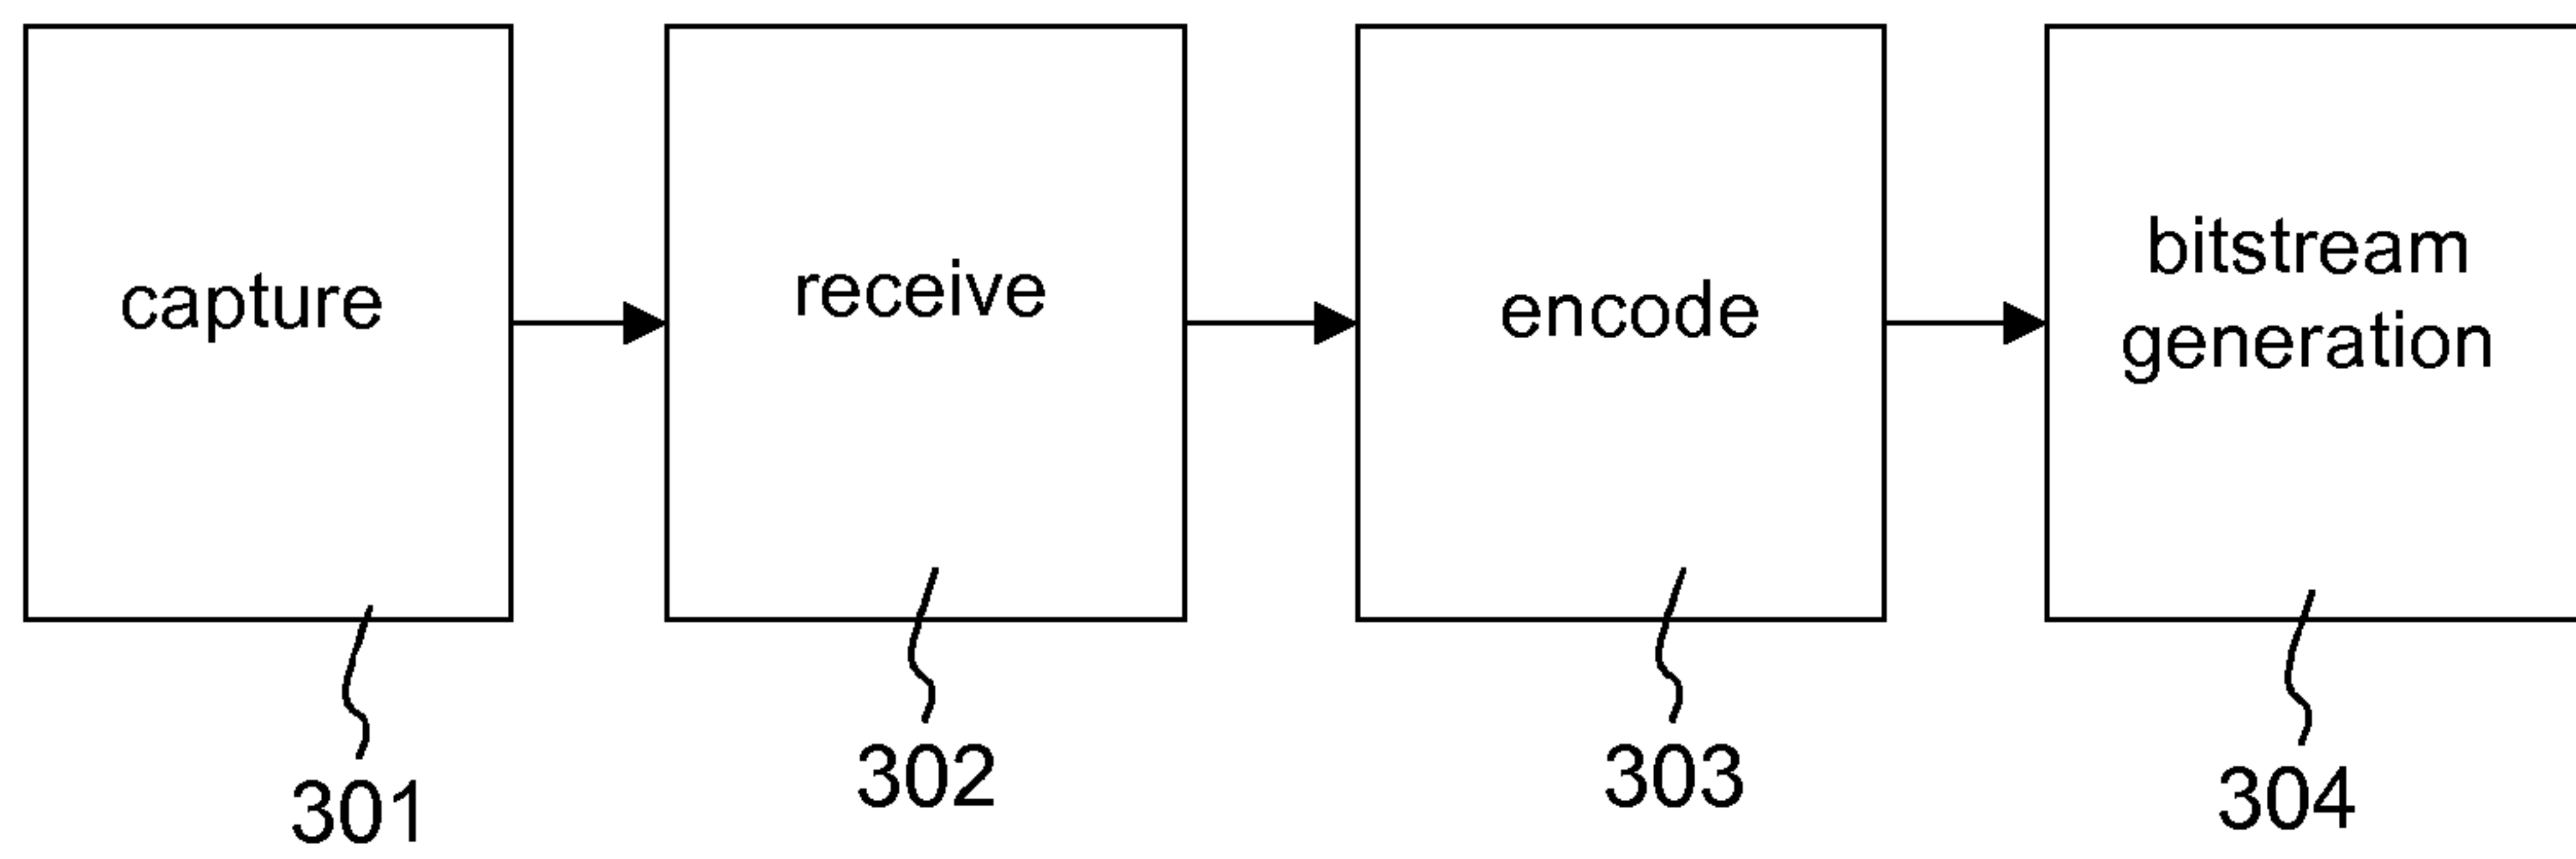 capture
receive
encode
bitstream
generation
301
302
303
304